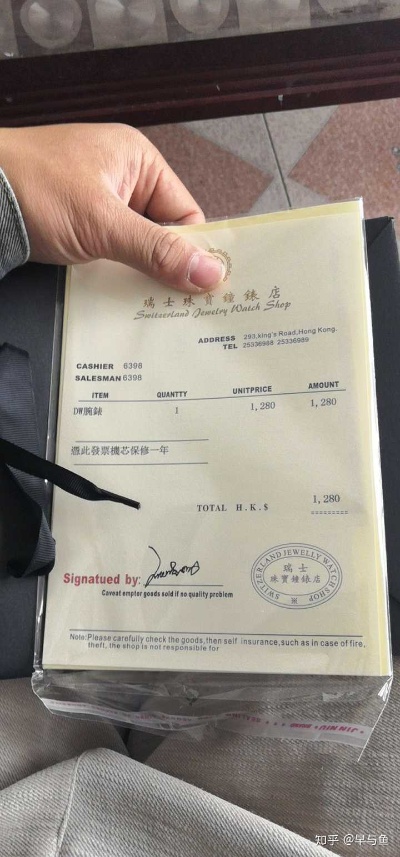 瑞士珠寶鐘錶店
Switzerland Jewelry Watch Shop
ADDRESS 293,king's Road,Hong Kong.
TEL 25336988 25336989
CASHIER 6398
SALESMAN 6398
ITEM QUANTTY UNITPRICE AMOUNT
DW腕錶 1 1,280 1,280
憑此發票機芯保修一年
TOTAL H.K.$ 1,280
Signatued by:
SWITZERLAND JEWELLY WATCH SHOP
瑞士
珠寶鐘錶店
Caveat emptor goods sold if no quality problem
Note:Please carefully check the goods,then self insurance,such as in case of fire,
theft, the shop is not responsible for
知乎 @早与鱼